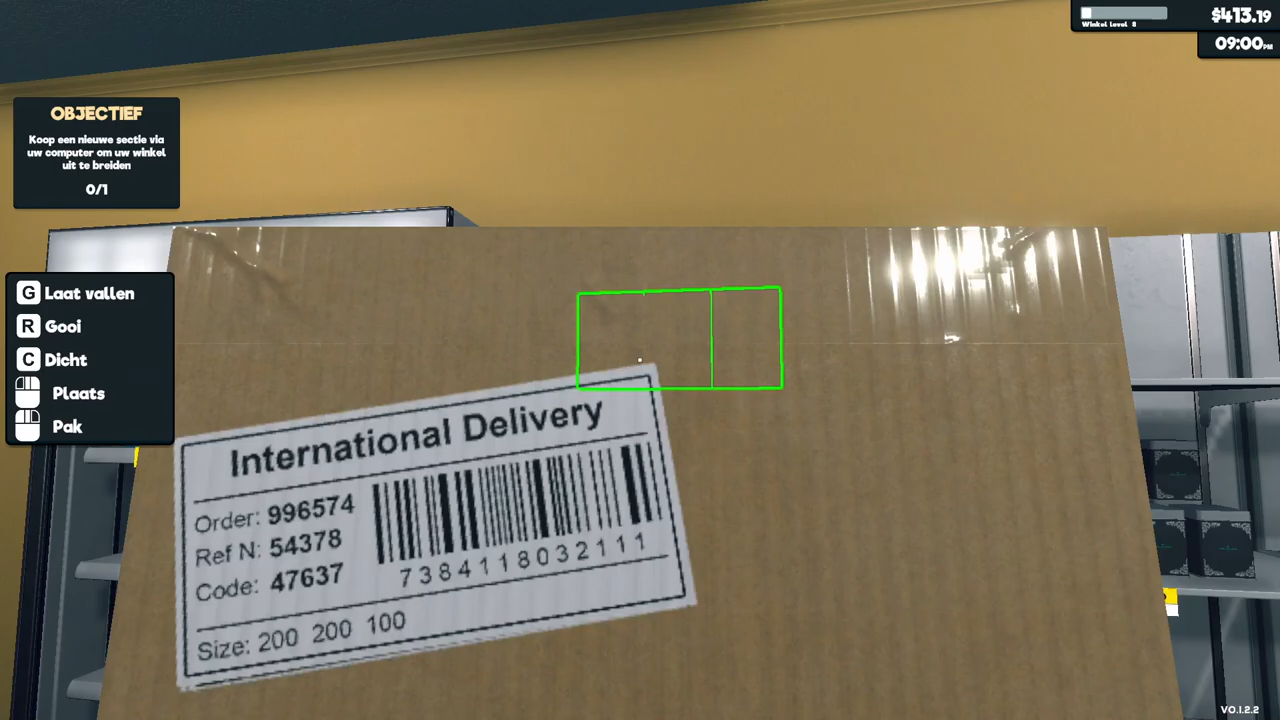 $413.19
Winkel Level 8
09:00PM
OBJECTIEF
Koop een nieuwe sectie via
uw computer om uw winkel
uit te breiden
0/1
G Laat vallen
R Gooi
C Dicht
Plaats
Pak
International Delivery
Order: 996574
Ref N: 54378
Code: 47637
7384118032111
Size: 200 200 100
V0.1.2.2